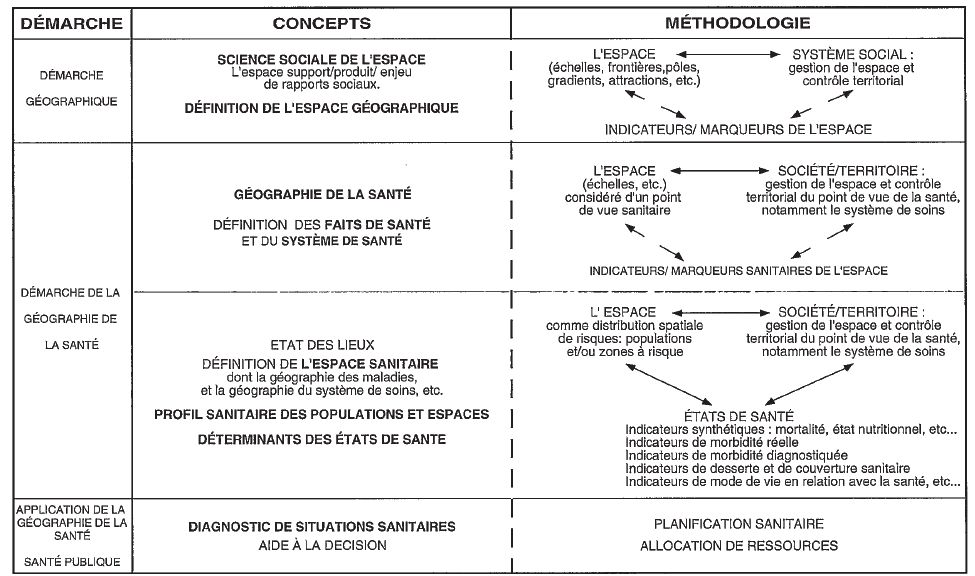 DÉMARCHE
CONCEPTS
MÉTHODOLOGIE
DÉMARCHE
GÉOGRAPHIQUE
SCIENCE SOCIALE DE L'ESPACE
L'espace support/produit/ enjeu
de rapports sociaux.
DÉFINITION DE L'ESPACE GÉOGRAPHIQUE
L'ESPACE
(échelles, frontières,pôles,
gradients, attractions, etc.)
SYSTÈME SOCIAL :
gestion de l'espace et
contrôle territorial
INDICATEURS/ MARQUEURS DE L'ESPACE
DÉMARCHE DE LA
GÉOGRAPHIE DE
LA SANTÉ
GÉOGRAPHIE DE LA SANTÉ
DÉFINITION DES FAITS DE SANTÉ
ET DU SYSTÈME DE SANTÉ
L'ESPACE
(échelles, etc.)
considéré d'un point
de vue sanitaire
SOCIÉTÉ/TERRITOIRE :
gestion de l'espace et contrôle
territorial du point de vue de la santé,
notamment le système de soins
INDICATEURS/ MARQUEURS SANITAIRES DE L'ESPACE
ETAT DES LIEUX
DÉFINITION DE L'ESPACE SANITAIRE
dont la géographie des maladies,
et la géographie du système de soins, etc.
PROFIL SANITAIRE DES POPULATIONS ET ESPACES
DÉTERMINANTS DES ÉTATS DE SANTE
L' ESPACE
comme distribution spatiale
de risques: populations
et/ou zones à risque
SOCIÉTÉ/TERRITOIRE :
gestion de l'espace et contrôle
territorial du point de vue de la santé,
notamment le système de soins
ÉTATS DE SANTÉ
Indicateurs synthétiques : mortalité, état nutritionnel, etc...
Indicateurs de morbidité réelle
Indicateurs de morbidité diagnostiquée
Indicateurs de desserte et de couverture sanitaire
Indicateurs de mode de vie en relation avec la santé, etc...
APPLICATION DE LA
GÉOGRAPHIE DE LA
SANTÉ
SANTÉ PUBLIQUE
DIAGNOSTIC DE SITUATIONS SANITAIRES
AIDE À LA DECISION
PLANIFICATION SANITAIRE
ALLOCATION DE RESSOURCES